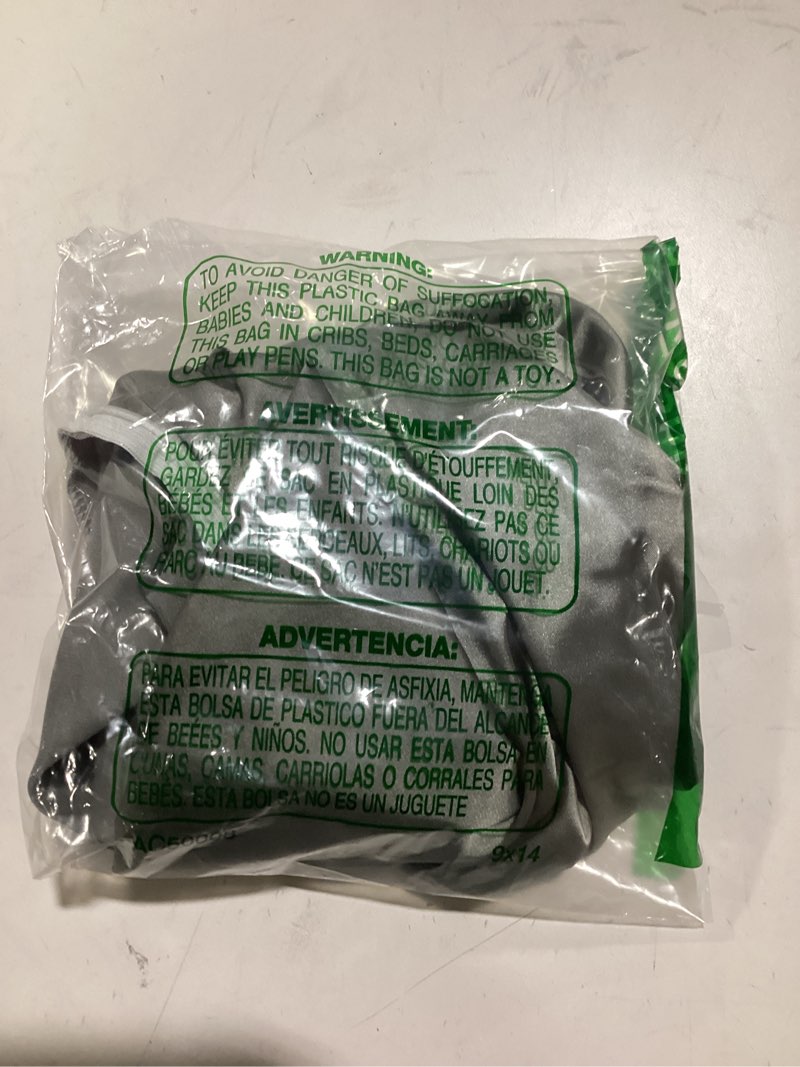 WARNING:
TO AVOID DANGER OF SUFFOCATION,
KEEP THIS PLASTIC BAG AWAY FROM
BABIES AND CHILDREN, DO NOT USE
THIS BAG IN CRIBS, BEDS, CARRIAGES
OR PLAY PENS. THIS BAG IS NOT A TOY.
AVERTISSEMENT:
POUR ÉVITER TOUT RISQUE D'ÉTOUFFEMENT,
GARDEZ CE SAC EN PLASTIQUE LOIN DES
BÉBÉS ET LES ENFANTS. N'UTILISEZ PAS CE
SAC DANS LES BERCEAUX, LITS, CHARIOTS OU
PARC AU BÉBÉ. CE SAC N'EST PAS UN JOUET.
ADVERTENCIA:
PARA EVITAR EL PELIGRO DE ASFIXIA, MANTENGA
ESTA BOLSA DE PLASTICO FUERA DEL ALCANCE
DE BEÉES Y NIÑOS. NO USAR ESTA BOLSA EN
CUNAS, CAMAS, CARRIOLAS O CORRALES PARA
BEBÉS. ESTA BOLSA NO ES UN JUGUETE
9x14